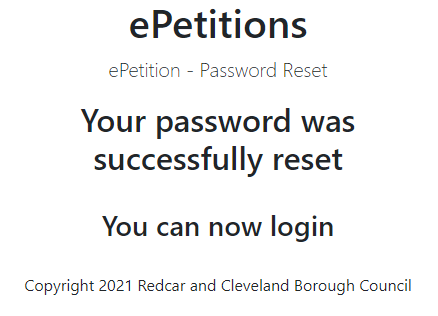 ePetitions
ePetition - Password Reset
Your password was
successfully reset
You can now login
Copyright 2021 Redcar and Cleveland Borough Council